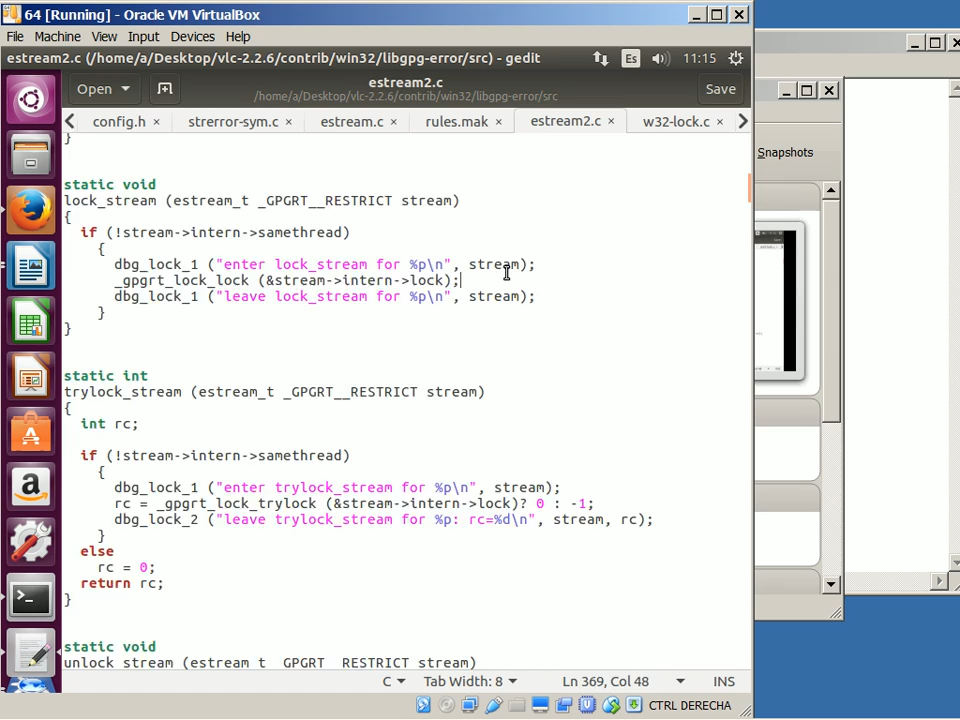 64 [Running] - Oracle VM VirtualBox
File Machine View Input Devices Help
estream2.c (/home/a/Desktop/vlc-2.2.6/contrib/win32/libgpg-error/src) - gedit
Es
11:15
Open
estream2.c
/home/a/Desktop/vlc-2.2.6/contrib/win32/libgpg-error/src
Save
config.h × strerror-sym.c × estream.c × rules.mak × estream2.c × w32-lock.c ×
}
static void
lock_stream (estream_t _GPGRT__RESTRICT stream)
{
if (!stream->intern->samethread)
{
dbg_lock_1 ("enter lock_stream for %p\n", stream);
_gpgrt_lock_lock (&stream->intern->lock);
dbg_lock_1 ("leave lock_stream for %p\n", stream);
}
}
static int
trylock_stream (estream_t _GPGRT__RESTRICT stream)
{
int rc;
if (!stream->intern->samethread)
{
dbg_lock_1 ("enter trylock_stream for %p\n", stream);
rc = _gpgrt_lock_trylock (&stream->intern->lock)? 0 : -1;
dbg_lock_2 ("leave trylock_stream for %p: rc=%d\n", stream, rc);
}
else
rc = 0;
return rc;
}
static void
unlock_stream (estream_t _GPGRT__RESTRICT stream)
C Tab Width: 8 Ln 369, Col 48 INS
CTRL DERECHA
Snapshots